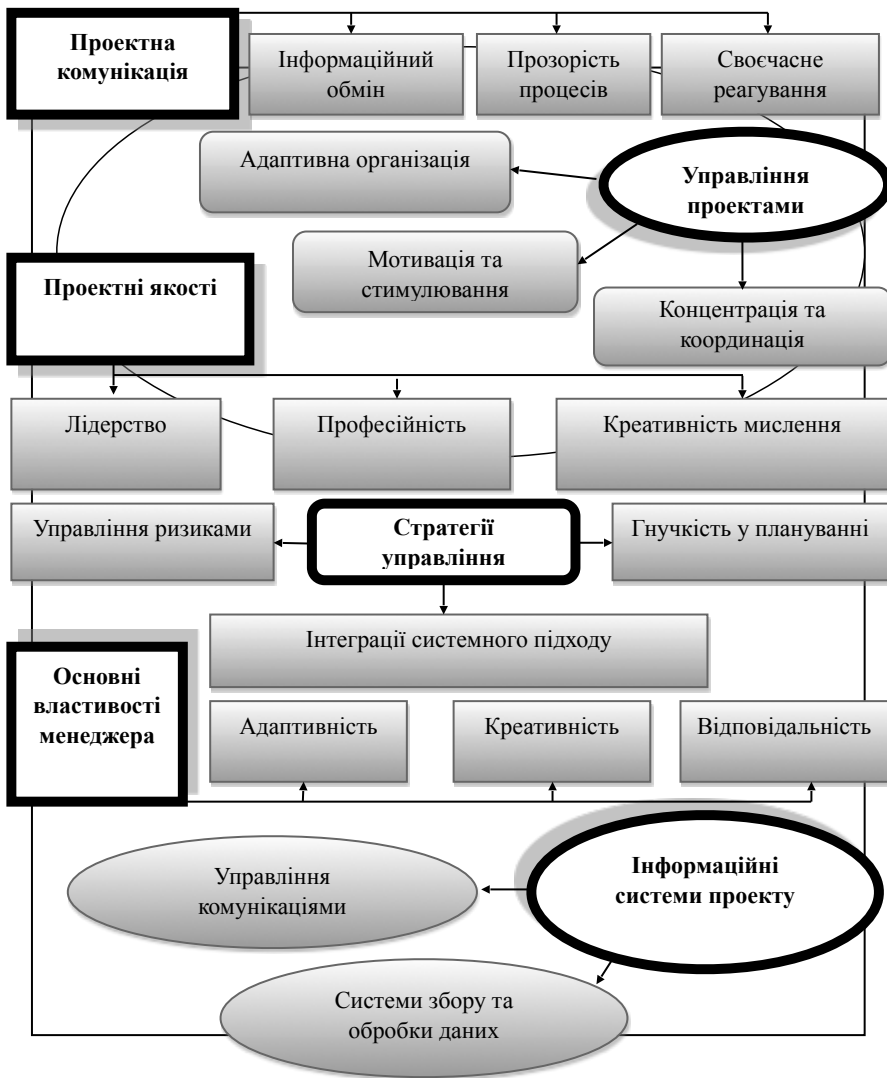 Проектна
комунікація
Інформаційний
обмін
Прозорість
процесів
Своєчасне
реагування
Адаптивна організація
Управління
проектами
Мотивація та
стимулювання
Проектні якості
Концентрація та
координація
Лідерство
Професійність
Креативність мислення
Управління ризиками
Стратегії
управління
Гнучкість у плануванні
Інтеграції системного підходу
Основні
властивості
менеджера
Адаптивність
Креативність
Відповідальність
Інформаційні
системи проекту
Управління
комунікаціями
Системи збору та
обробки даних